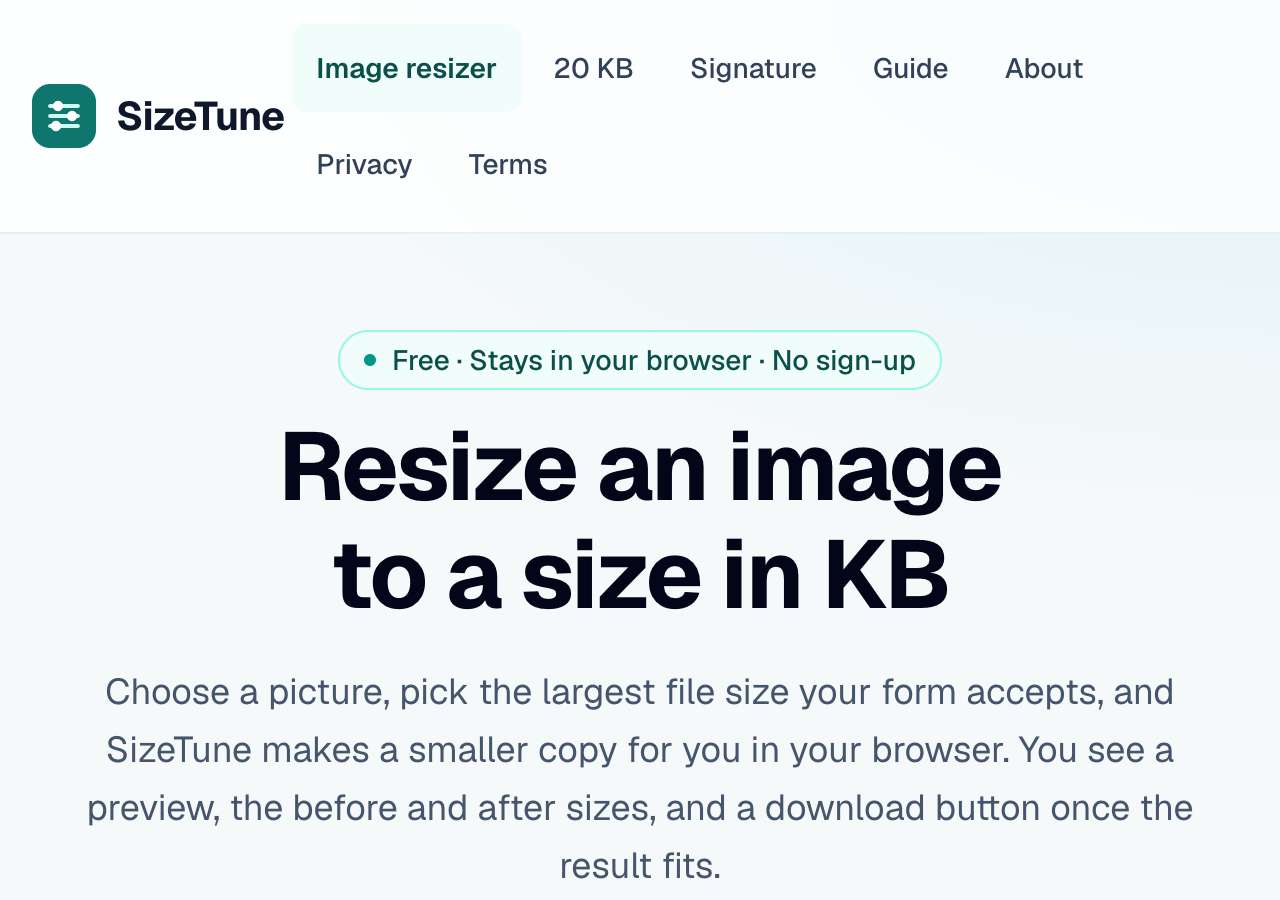 SizeTune
Image resizer
20 KB
Signature
Guide
About
Privacy
Terms
Free · Stays in your browser · No sign-up
Resize an image
to a size in KB
Choose a picture, pick the largest file size your form accepts, and
SizeTune makes a smaller copy for you in your browser. You see a
preview, the before and after sizes, and a download button once the
result fits.